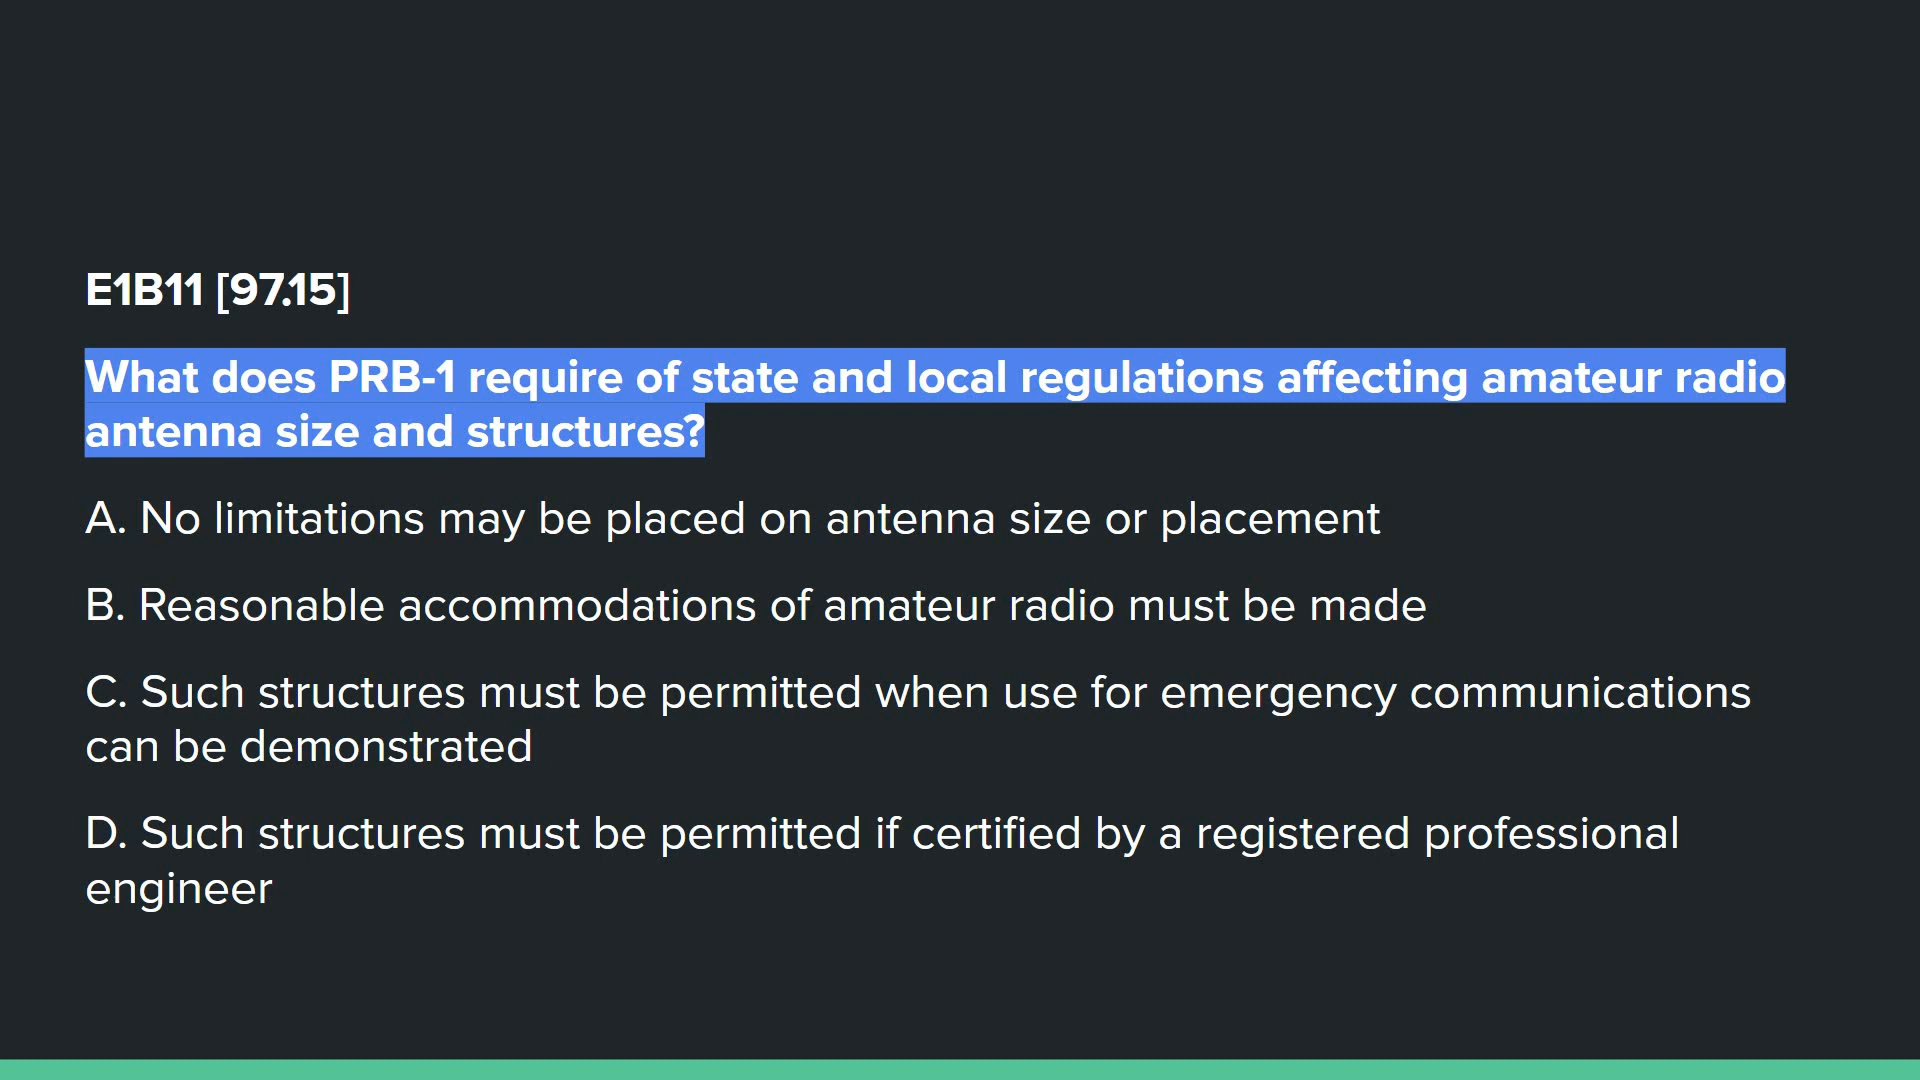 E1B11 [97.15]
What does PRB-1 require of state and local regulations affecting amateur radio
antenna size and structures?
A. No limitations may be placed on antenna size or placement
B. Reasonable accommodations of amateur radio must be made
C. Such structures must be permitted when use for emergency communications
can be demonstrated
D. Such structures must be permitted if certified by a registered professional
engineer